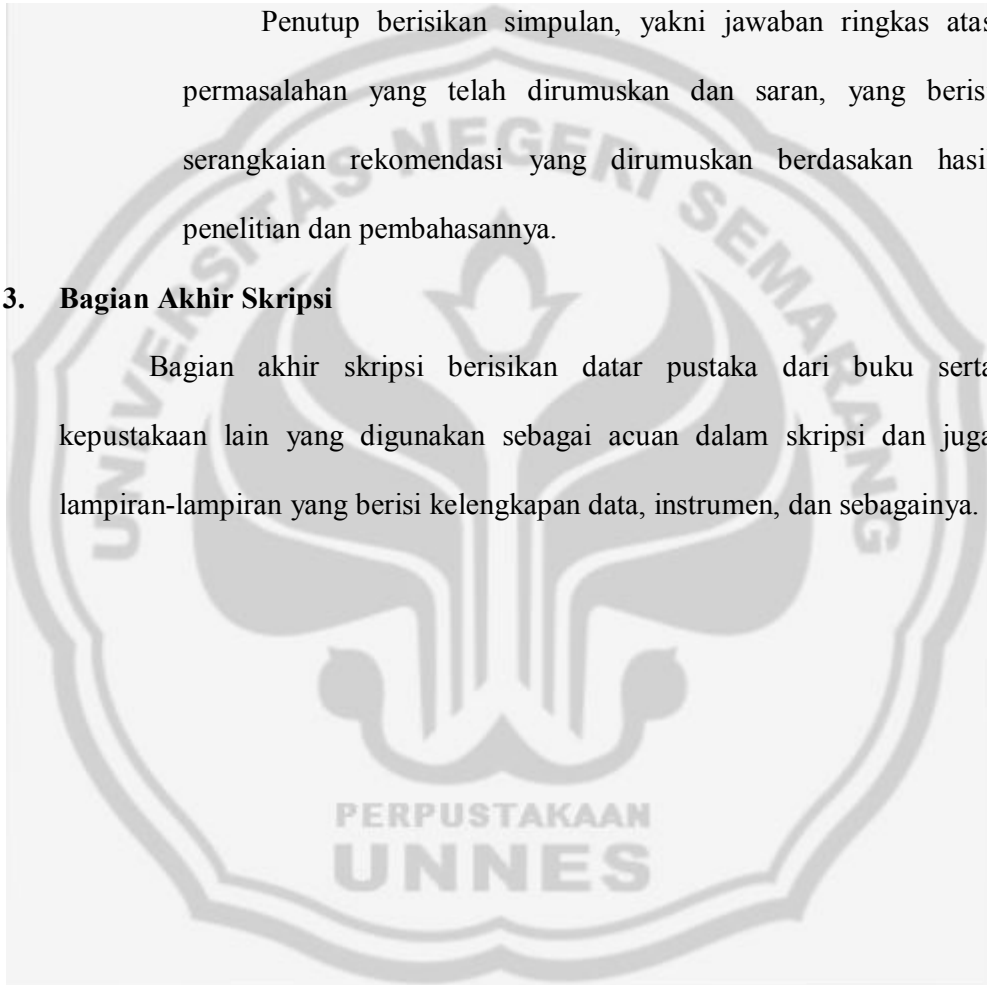 Penutup berisikan simpulan, yakni jawaban ringkas atas
permasalahan yang telah dirumuskan dan saran, yang beris
serangkaian rekomendasi yang dirumuskan berdasakan hasi
penelitian dan pembahasannya.
3. Bagian Akhir Skripsi
Bagian akhir skripsi berisikan datar pustaka dari buku serta
kepustakaan lain yang digunakan sebagai acuan dalam skripsi dan juga
lampiran-lampiran yang berisi kelengkapan data, instrumen, dan sebagainya.
UNIVERSITAS NEGERI SEMARANG
PERPUSTAKAAN
UNNES